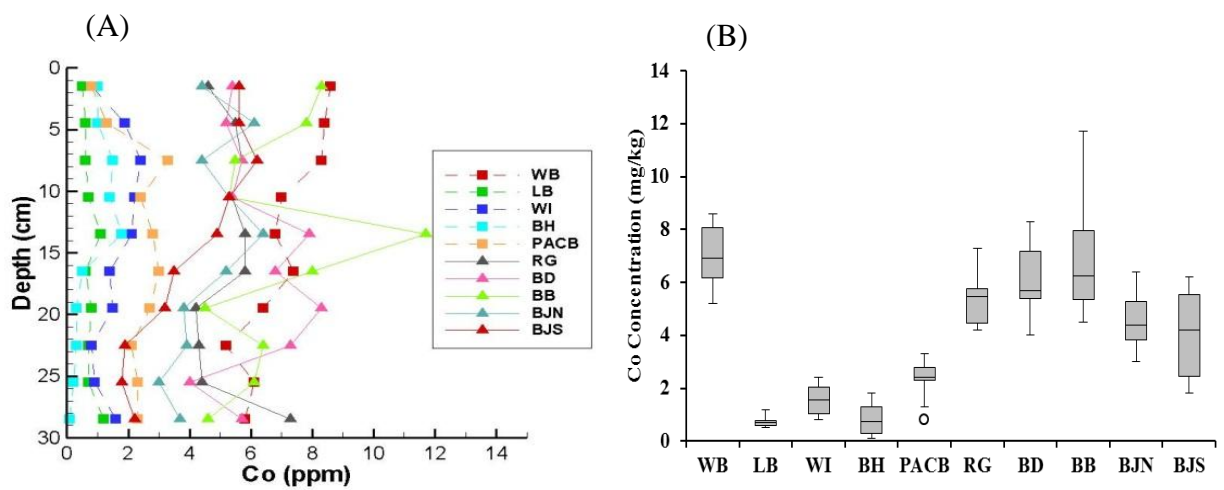 (A)
0
5
10
15
20
25
30
Depth (cm)
0 2 4 6 8 10 12 14
Co (ppm)
WB
LB
WI
BH
PACB
RG
BD
BB
BJN
BJS
(B)
14
12
10
8
6
4
2
0
Co Concentration (mg/kg)
WB LB WI BH PACB RG BD BB BJN BJS